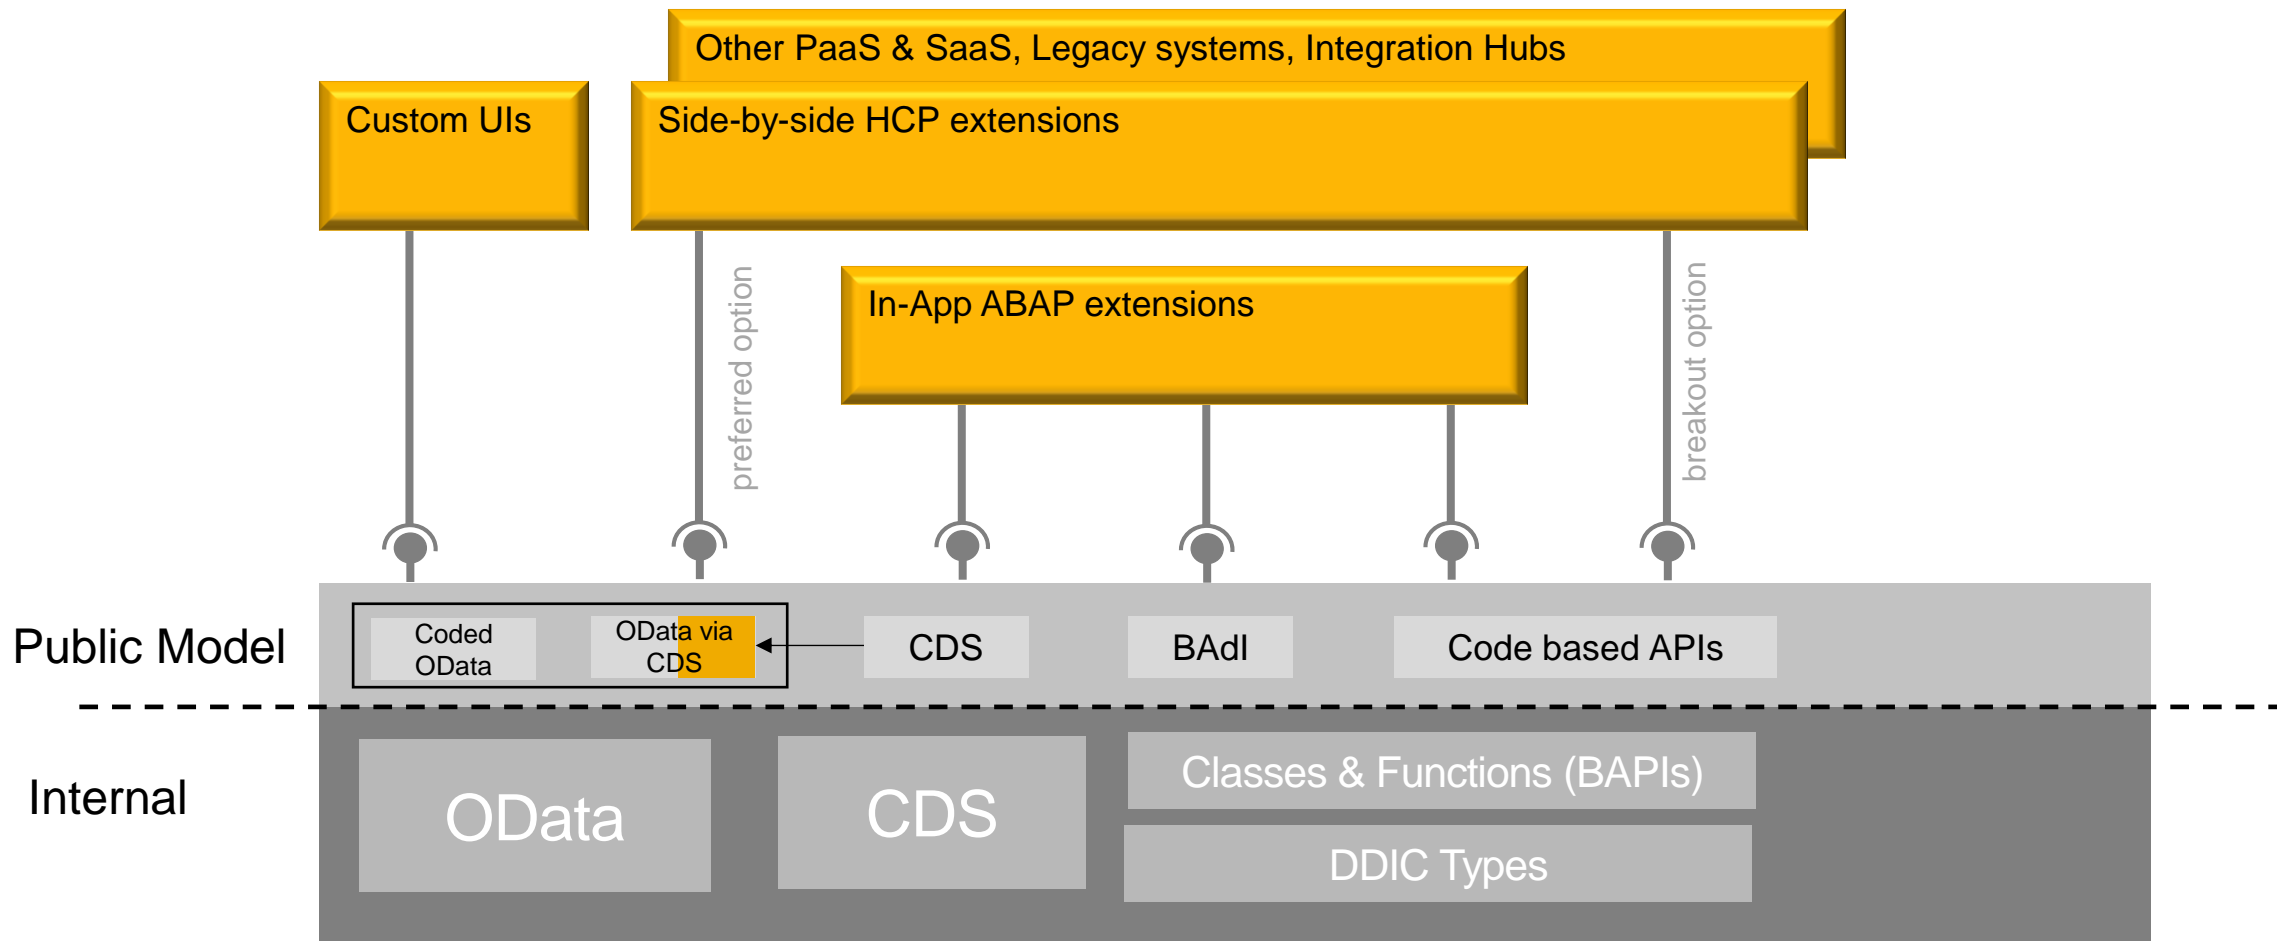 Other PaaS & SaaS, Legacy systems, Integration Hubs
Custom UIs
Side-by-side HCP extensions
preferred option
In-App ABAP extensions
breakout option
Public Model
Coded
OData
OData via
CDS
CDS
BAdI
Code based APIs
Internal
OData
CDS
Classes & Functions (BAPIs)
DDIC Types